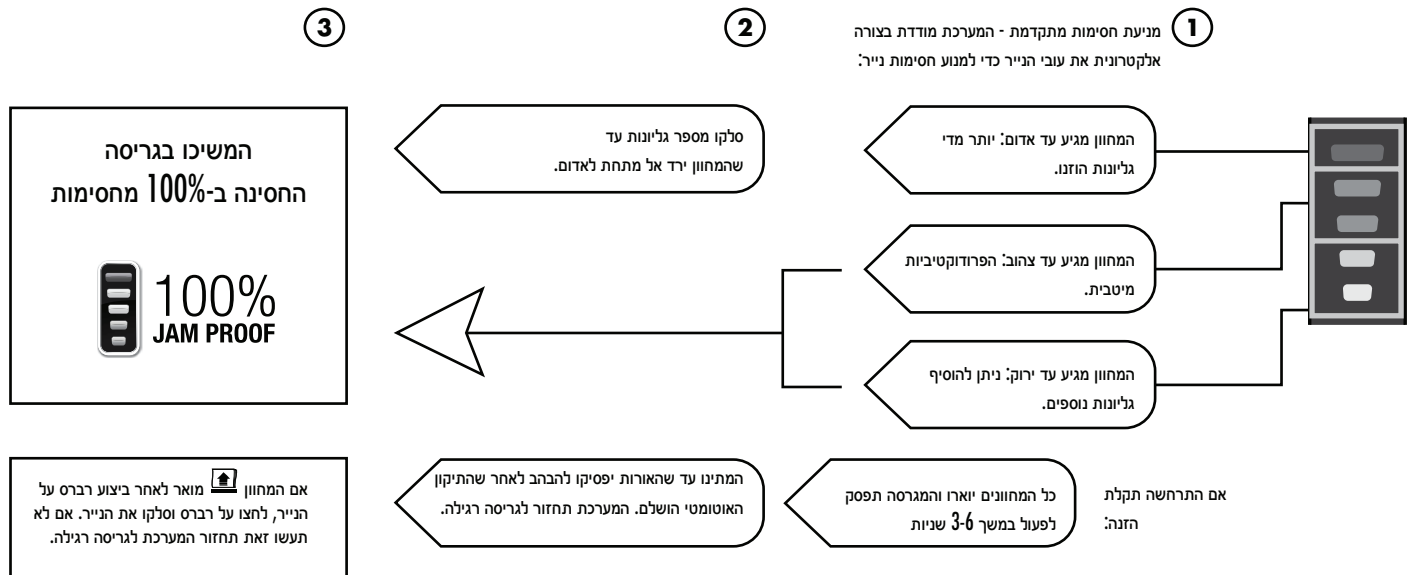 1
מניעת חסימות מתקדמת - המערכת מודדת בצורה
אלקטרונית את עובי הנייר כדי למנוע חסימות נייר:
המחוון מגיע עד אדום: יותר מדי
גליונות הוזנו.
המחוון מגיע עד צהוב: הפרודוקטיביות
מיטבית.
המחוון מגיע עד ירוק: ניתן להוסיף
גליונות נוספים.
2
סלקו מספר גליונות עד
שהמחוון ירד אל מתחת לאדום.
3
המשיכו בגריסה
החסינה ב-100% מחסימות
100%
JAM PROOF
אם התרחשה תקלת
הזנה:
כל המחוונים יוארו והמגרסה תפסק
לפעול במשך 3-6 שניות
המתינו עד שהאורות יפסיקו להבהב לאחר שהתיקון
האוטומטי הושלם. המערכת תחזור לגריסה רגילה.
אם המחוון מואר לאחר ביצוע רברס על
הנייר, לחצו על רברס וסלקו את הנייר. אם לא
תעשו זאת תחזור המערכת לגריסה רגילה.